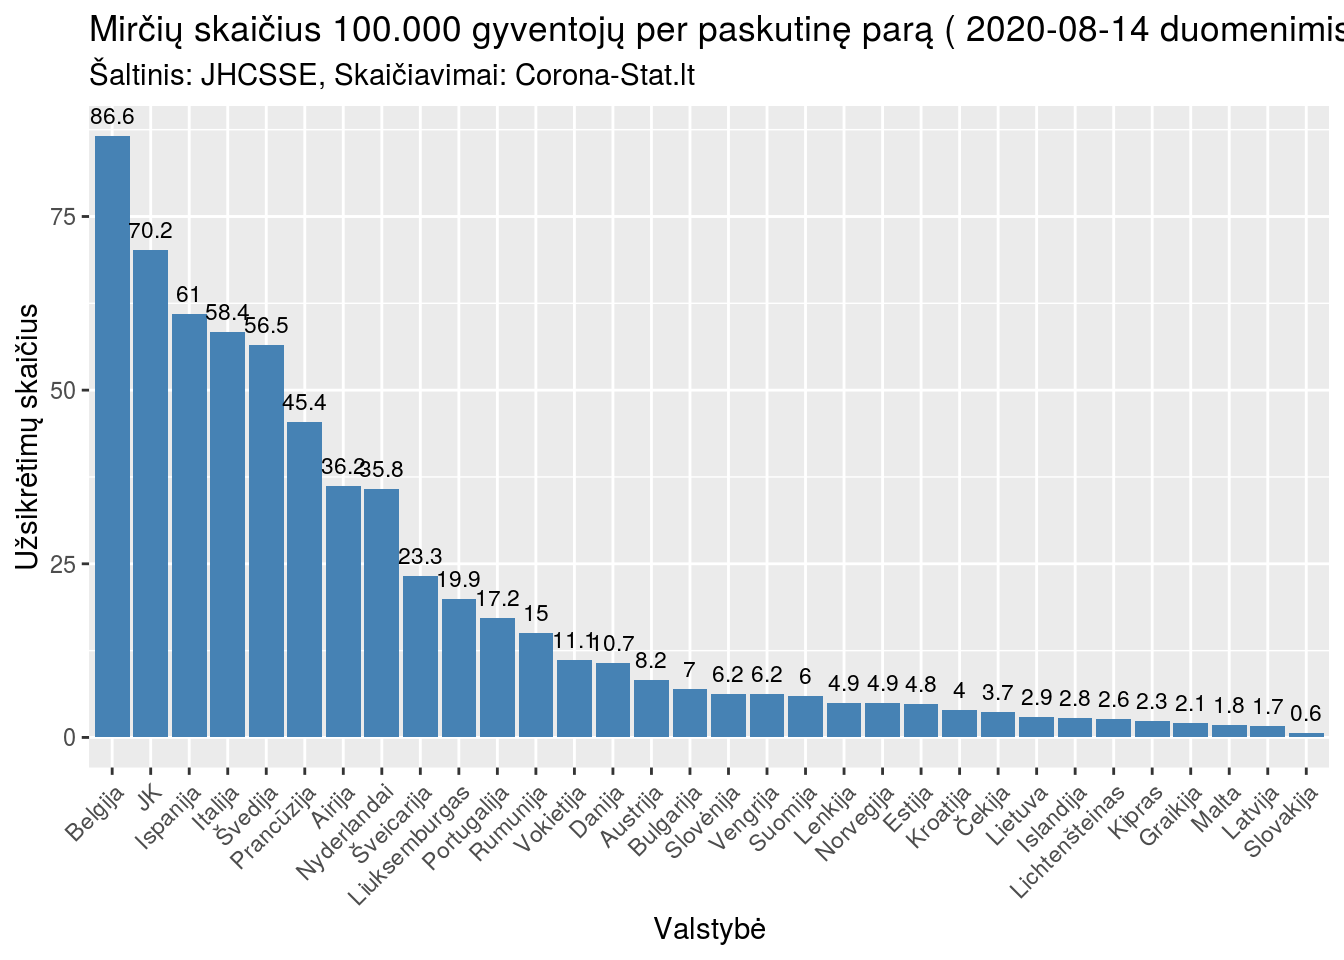 Mirčių skaičius 100.000 gyventojų per paskutinę parą ( 2020-08-14 duomenimis
Šaltinis: JHCSSE, Skaičiavimai: Corona-Stat.lt
Užsikrėtimų skaičius
75
50
25
0
86.6
70.2
61
58.4
56.5
45.4
36.2
35.8
23.3
19.9
17.2
15
11.1
10.7
8.2
7
6.2
6.2
6
4.9
4.9
4.8
4
3.7
2.9
2.8
2.6
2.3
2.1
1.8
1.7
0.6
Belgija
JK
Ispanija
Italija
Švedija
Prancūzija
Airija
Nyderlandai
Šveicarija
Liuksemburgas
Portugalija
Rumunija
Vokietija
Danija
Austrija
Bulgarija
Slovėnija
Vengrija
Suomija
Lenkija
Norvegija
Estija
Kroatija
Čekija
Lietuva
Islandija
Lichtenšteinas
Kipras
Graikija
Malta
Latvija
Slovakija
Valstybė